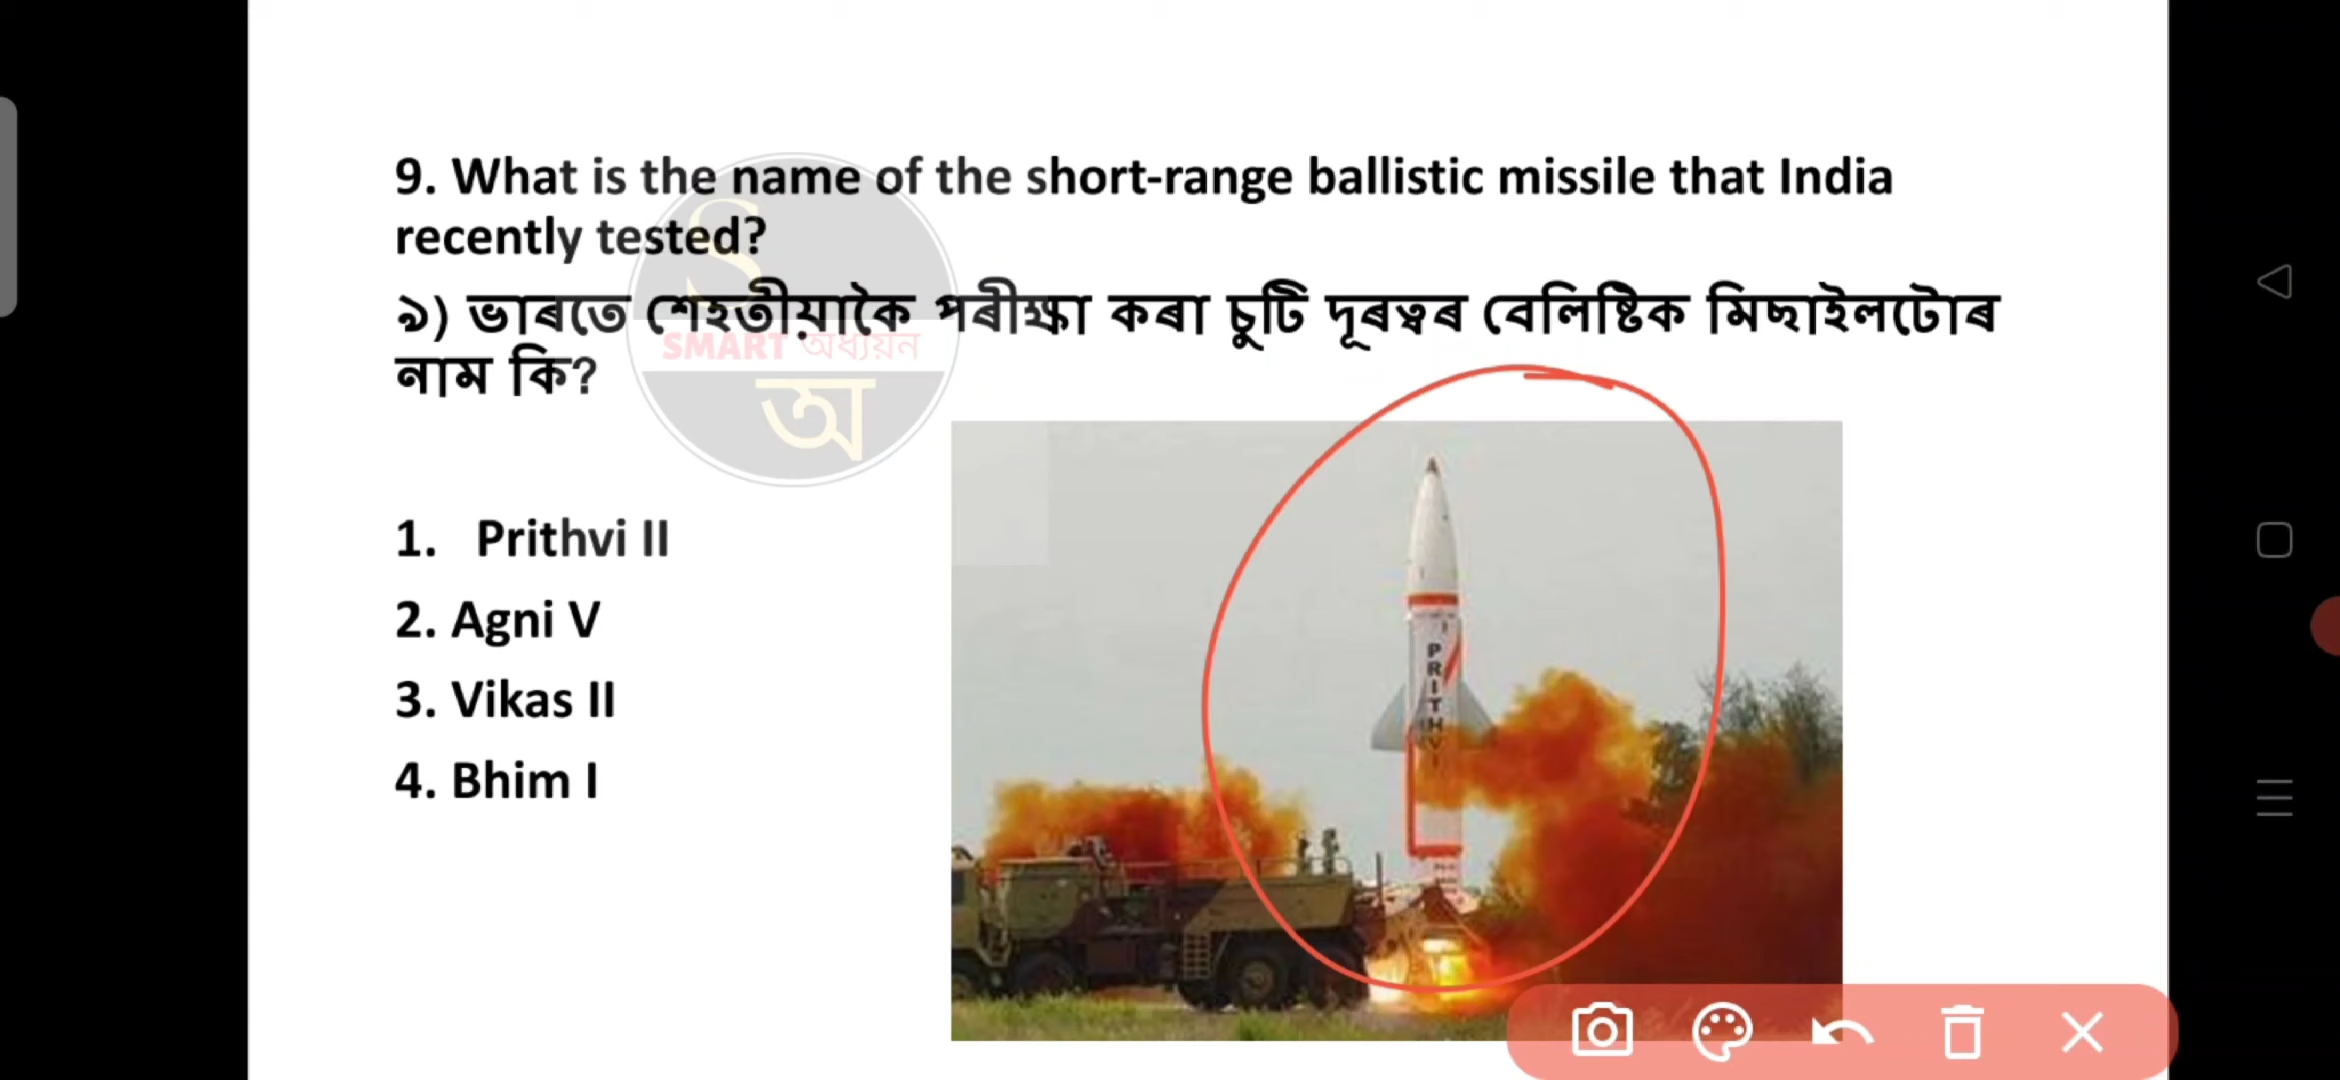 9. What is the name of the short-range ballistic missile that India
recently tested?
৯) ভাৰতে শেহতীয়াকৈ পৰীক্ষা কৰা চুটি দূৰত্বৰ বেলিষ্টিক মিছাইলটোৰ
নাম কি?
S
SMART অধ্যয়ন
অ
1. Prithvi II
2. Agni V
3. Vikas II
4. Bhim I
PRITHVI